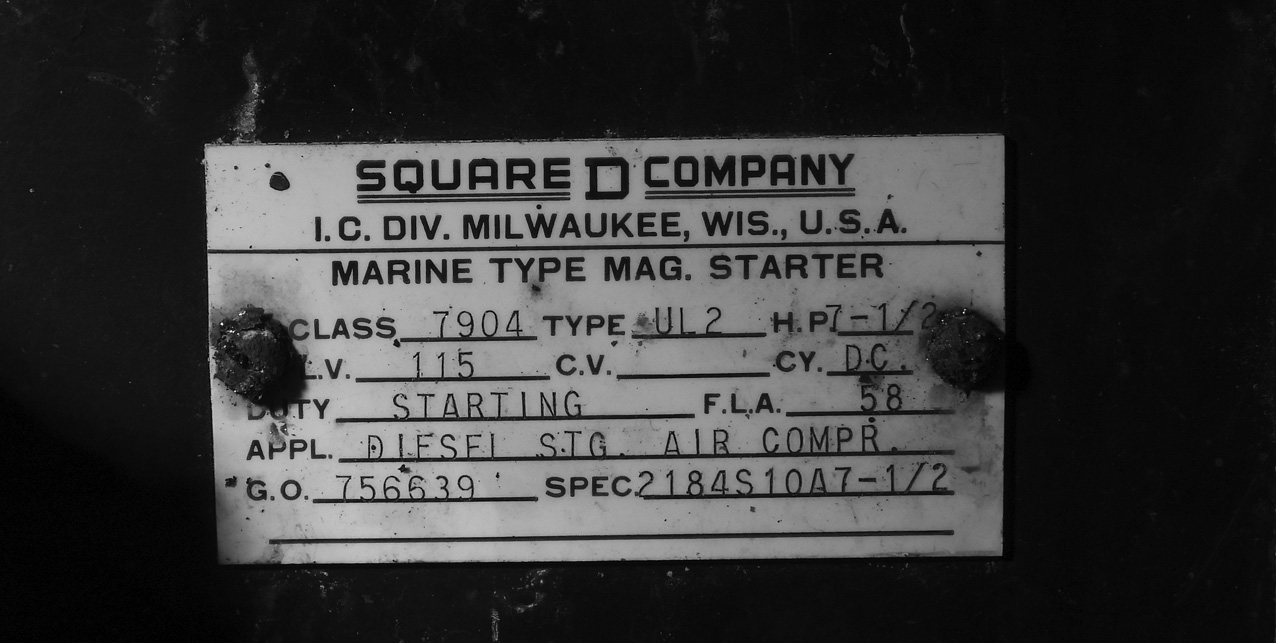 SQUARE D COMPANY
I.C. DIV. MILWAUKEE, WIS., U.S.A.
MARINE TYPE MAG. STARTER
CLASS 7904 TYPE UL2 H.P. 7-1/2
L.V. 115 C.V. CY. DC.
DUTY STARTING F.L.A. 58
APPL. DIESEL STG. AIR COMPR.
G.O. 756639 SPEC. 2184S10A7-1/2